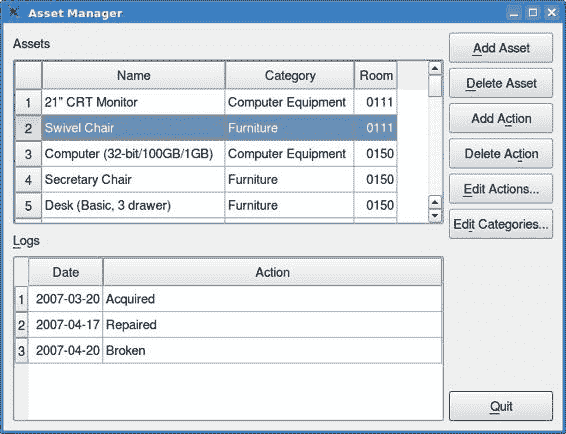 Asset Manager
Assets
Name Category Room
1 21" CRT Monitor Computer Equipment 0111
2 Swivel Chair Furniture 0111
3 Computer (32-bit/100GB/1GB) Computer Equipment 0150
4 Secretary Chair Furniture 0150
5 Desk (Basic, 3 drawer) Furniture 0150
Logs
Date Action
1 2007-03-20 Acquired
2 2007-04-17 Repaired
3 2007-04-20 Broken
Add Asset
Delete Asset
Add Action
Delete Action
Edit Actions...
Edit Categories...
Quit